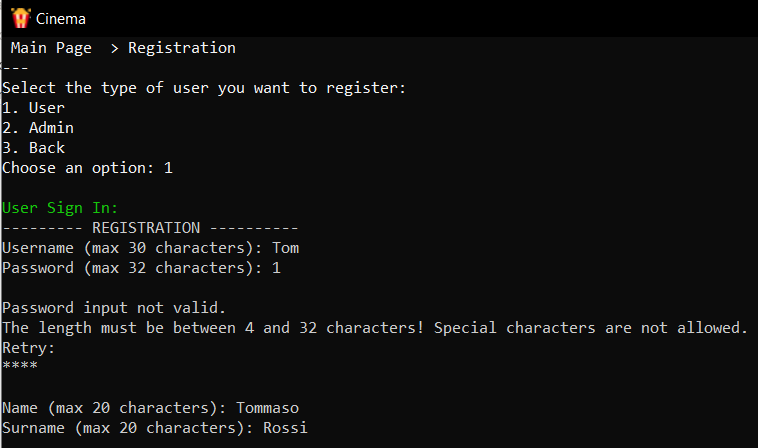 Cinema
Main Page > Registration
---
Select the type of user you want to register:
1. User
2. Admin
3. Back
Choose an option: 1
User Sign In:
--------- REGISTRATION ----------
Username (max 30 characters): Tom
Password (max 32 characters): 1
Password input not valid.
The length must be between 4 and 32 characters! Special characters are not allowed.
Retry:
****
Name (max 20 characters): Tommaso
Surname (max 20 characters): Rossi